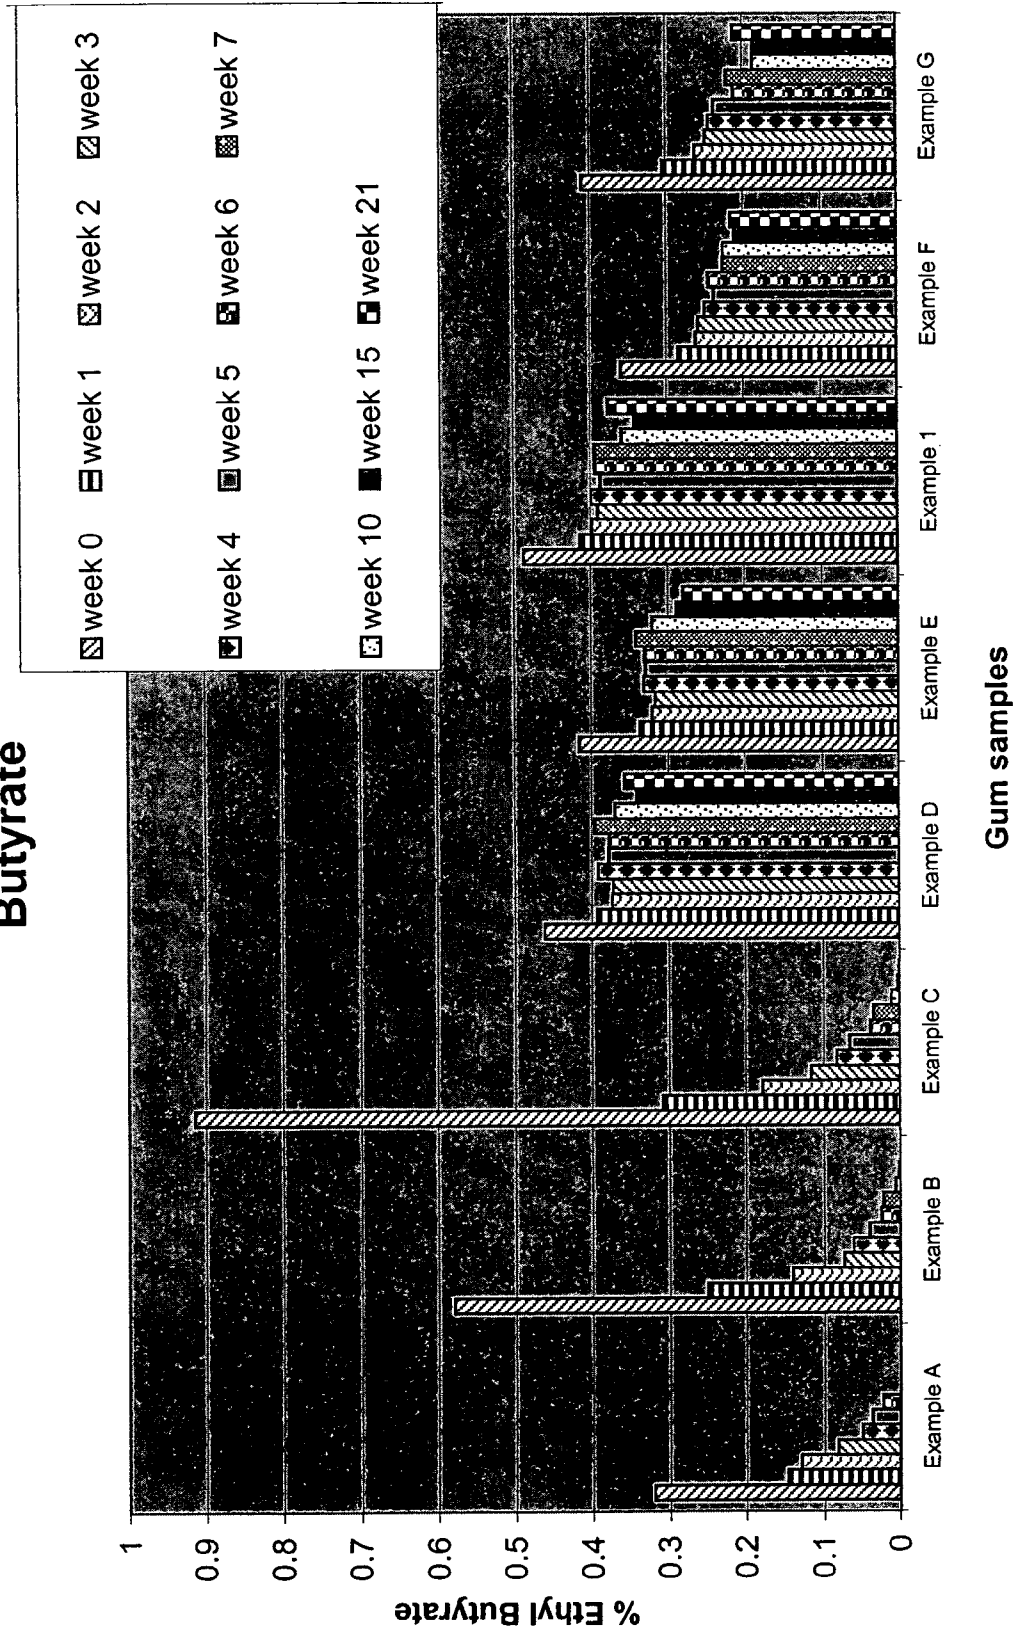 Butyrate
week 0 week 1 week 2 week 3
week 4 week 5 week 6 week 7
week 10 week 15 week 21
% Ethyl Butyrate
1
0.9
0.8
0.7
0.6
0.5
0.4
0.3
0.2
0.1
0
Example A Example B Example C Example D Example E Example 1 Example F Example G
Gum samples